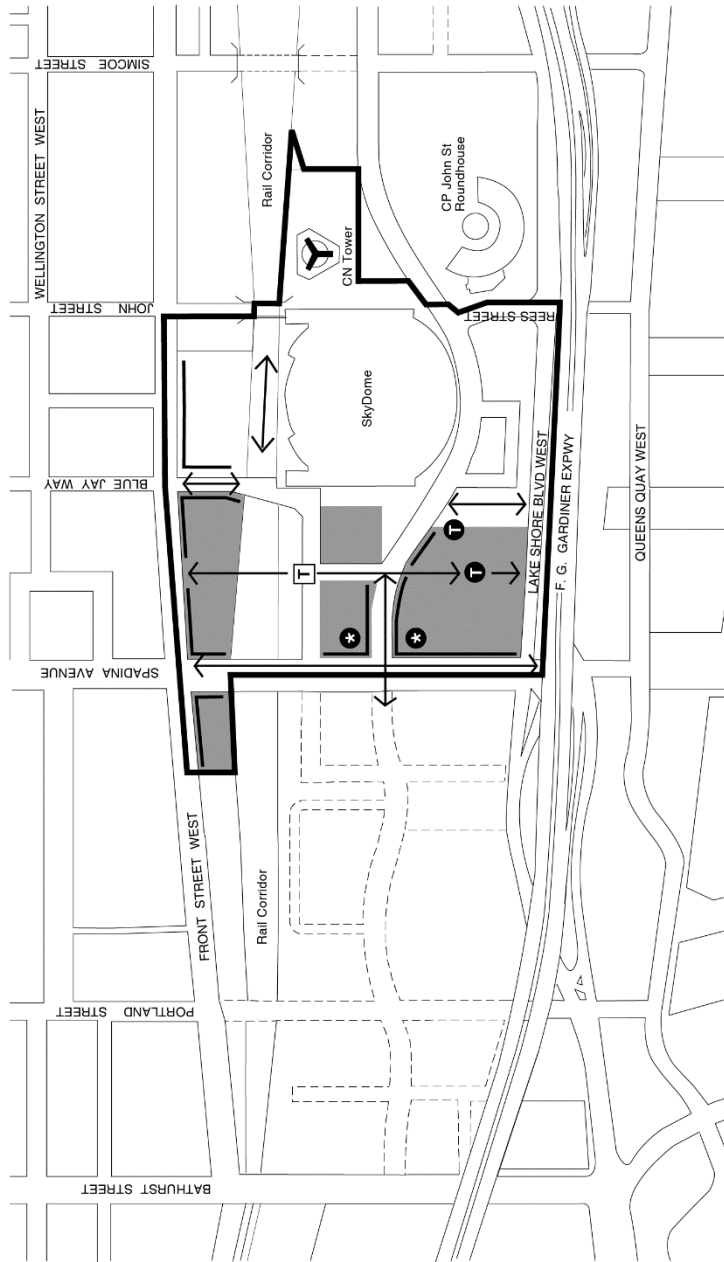 SIMCOE
STREET
WELLINGTON STREET WEST
Rail Corridor
CP John St
Roundhouse
CN Tower
JOHN
STREET
REES STREET
SkyDome
BLUE JAY WAY
LAKE SHORE BLVD WEST
F. G. GARDINER EXPWY
QUEENS QUAY WEST
T
T
T
*
*
SPADINA
AVENUE
FRONT STREET WEST
Rail Corridor
PORTLAND
STREET
BATHURST STREET